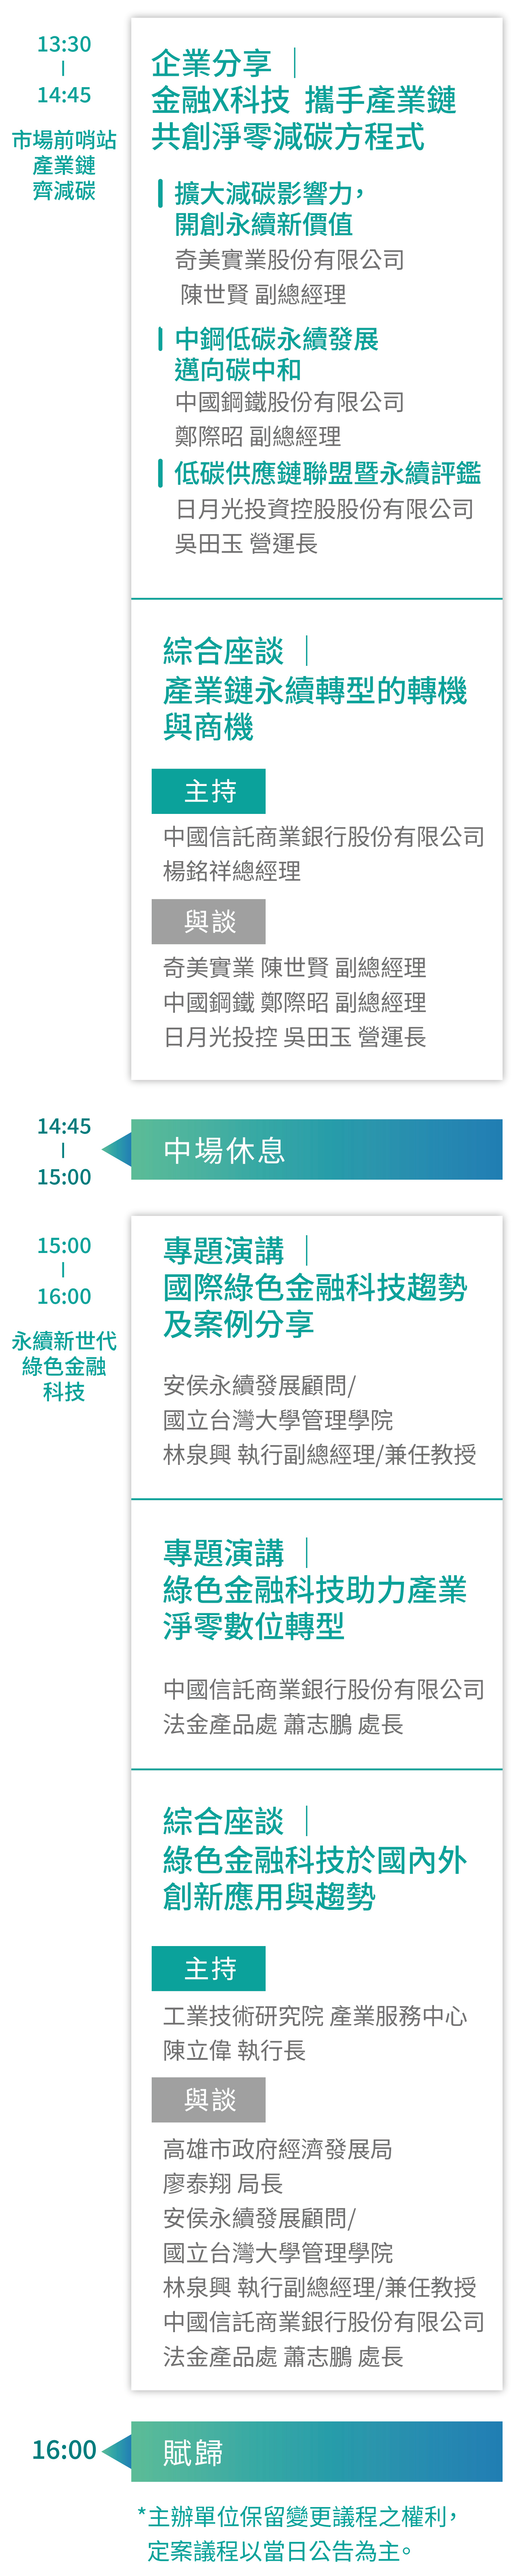 13:30
|
14:45
市場前哨站
產業鏈
齊減碳
企業分享｜
金融X科技 攜手產業鏈
共創淨零減碳方程式
擴大減碳影響力，
開創永續新價值
奇美實業股份有限公司
陳世賢 副總經理
中鋼低碳永續發展
邁向碳中和
中國鋼鐵股份有限公司
鄭際昭 副總經理
低碳供應鏈聯盟暨永續評鑑
日月光投資控股股份有限公司
吳田玉 營運長
綜合座談｜
產業鏈永續轉型的轉機
與商機
主持
中國信託商業銀行股份有限公司
楊銘祥總經理
與談
奇美實業 陳世賢 副總經理
中國鋼鐵 鄭際昭 副總經理
日月光投控 吳田玉 營運長
14:45
|
15:00
中場休息
15:00
|
16:00
永續新世代
綠色金融
科技
專題演講｜
國際綠色金融科技趨勢
及案例分享
安侯永續發展顧問/
國立台灣大學管理學院
林泉興 執行副總經理/兼任教授
專題演講｜
綠色金融科技助力產業
淨零數位轉型
中國信託商業銀行股份有限公司
法金產品處 蕭志鵬 處長
綜合座談｜
綠色金融科技於國內外
創新應用與趨勢
主持
工業技術研究院 產業服務中心
陳立偉 執行長
與談
高雄市政府經濟發展局
廖泰翔 局長
安侯永續發展顧問/
國立台灣大學管理學院
林泉興 執行副總經理/兼任教授
中國信託商業銀行股份有限公司
法金產品處 蕭志鵬 處長
16:00
賦歸
*主辦單位保留變更議程之權利，
定案議程以當日公告為主。